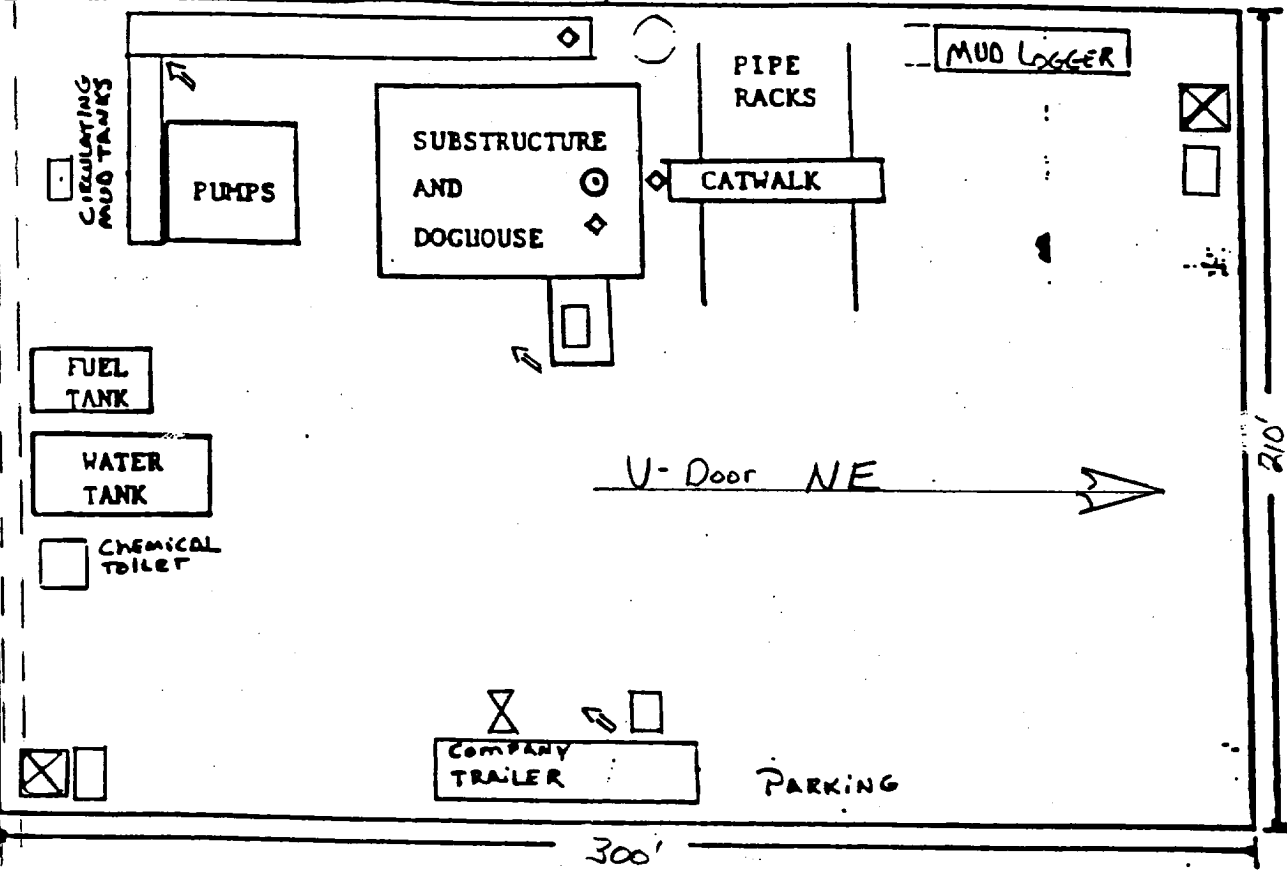 MUD LOGGER
PIPE
RACKS
CIRCULATING
MUD TANKS
SUBSTRUCTURE
AND
DOGHOUSE
PUMPS
CATWALK
FUEL
TANK
WATER
TANK
V-Door NE
210'
CHEMICAL
TOILET
COMPANY
TRAILER
PARKING
300'